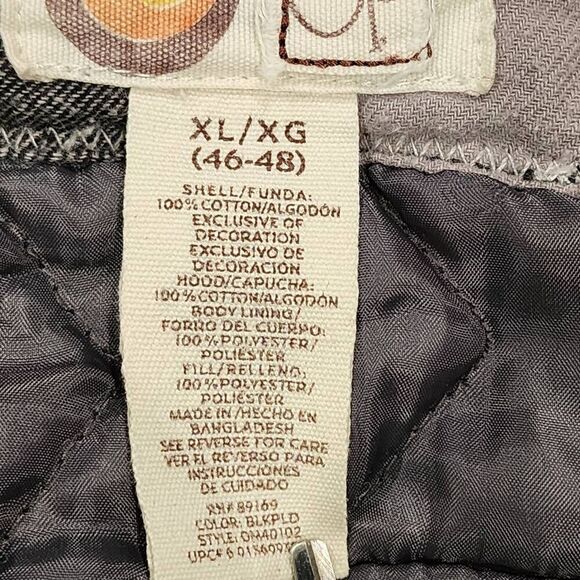 XL/XG
(46-48)
SHELL/FUNDA:
100% COTTON/ALGODÓN
EXCLUSIVE OF
DECORATION
EXCLUSIVO DE
DECORACIÓN
HOOD/CAPUCHA:
100% COTTON/ALGODÓN
BODY LINING/
FORRO DEL CUERPO:
100% POLYESTER/
POLIÉSTER
FILL/RELLENO:
100% POLYESTER/
POLIÉSTER
MADE IN/HECHO EN
BANGLADESH
SEE REVERSE FOR CARE
VER EL REVERSO PARA
INSTRUCCIONES
DE CUIDADO
RN# 89169
COLOR: BLKPLD
STYLE: OM40102
UPC#